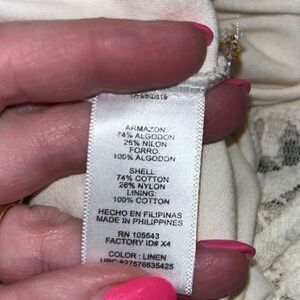 ARMAZON:
74% ALGODON
26% NILON
FORRO:
100% ALGODON
SHELL:
74% COTTON
26% NYLON
LINING:
100% COTTON
HECHO EN FILIPINAS
MADE IN PHILIPPINES
RN 105543
FACTORY ID# X4
COLOR : LINEN